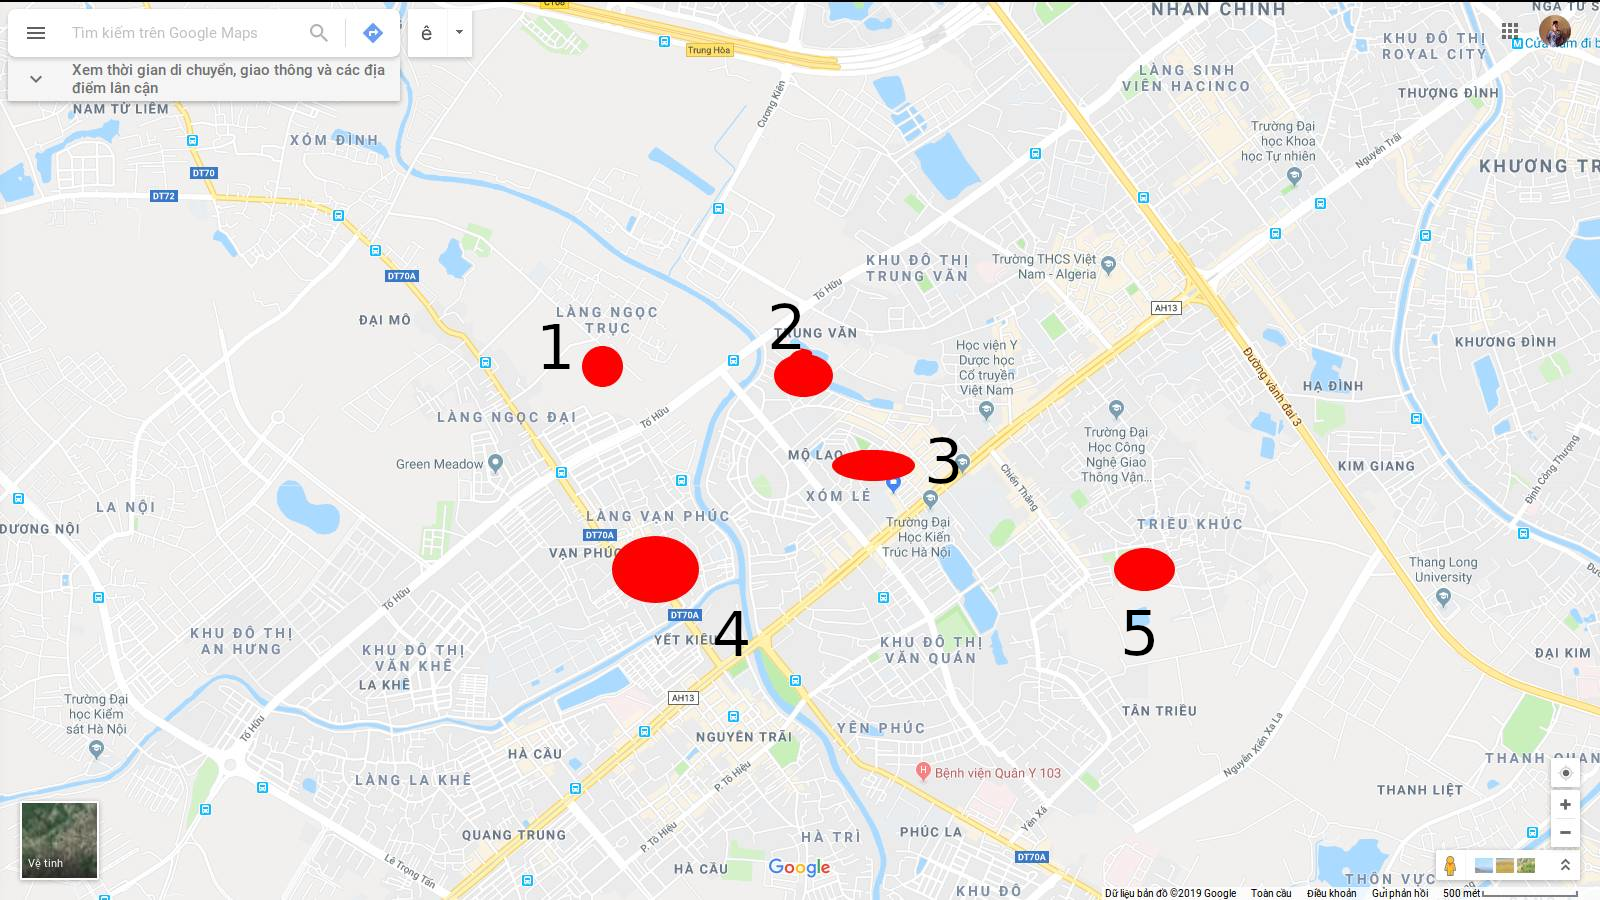 C108
NHÂN CHÍNH
Tìm kiếm trên Google Maps
ê
Trung Hòa
KHU ĐÔ THỊ
ROYAL CITY
Xem thời gian di chuyển, giao thông và các địa
điểm lân cận
LÀNG SINH
VIÊN HACINCO
THƯỢNG ĐÌNH
NAM TỪ LIÊM
Cương Kiên
XÓM ĐÌNH
Trường Đại
học Khoa
học Tự nhiên
Nguyễn Trãi
KHƯƠNG TR
DT70
DT72
KHU ĐÔ THỊ
TRUNG VĂN
Trường THCS Việt
Nam - Algeria
DT70A
Tố Hữu
AH13
ĐẠI MỖ
LÀNG NGỌC
TRỤC
1
2
TRUNG VĂN
Học viện Y
Dược học
Cổ truyền
Việt Nam
KHƯƠNG ĐÌNH
Đường vành đai 3
HẠ ĐÌNH
LÀNG NGỌC ĐẠI
Tố Hữu
Trường Đại
Học Công
Nghệ Giao
Thông Vận...
Green Meadow
MỘ LAO
3
KIM GIANG
Định Công Thượng
Chiến Thắng
XÓM LẺ
LA NỘI
DƯƠNG NỘI
LÀNG VẠN PHÚC
Trường Đại
Học Kiến
Trúc Hà Nội
TRIỀU KHÚC
DT70A
VẠN PHÚC
Thang Long
University
Tố Hữu
DT70A
4
5
YẾT KIÊU
KHU ĐÔ THỊ
AN HƯNG
KHU ĐÔ THỊ
VĂN KHÊ
KHU ĐÔ THỊ
VĂN QUÁN
ĐẠI KIM
LA KHÊ
AH13
Trường Đại
học Kiểm
sát Hà Nội
Tố Hữu
TÂN TRIỀU
YÊN PHÚC
NGUYỄN TRÃI
Nguyễn Xiển Xa La
HÀ CẦU
THANH QUAN
P. Tô Hiệu
Bệnh viện Quân Y 103
LÀNG LA KHÊ
THANH LIỆT
Yên Xá
QUANG TRUNG
P. Tô Hiệu
HÀ TRÌ
PHÚC LA
Vệ tinh
Lê Trọng Tấn
DT70A
HÀ CẦU
Google
THÔN VỰC
KHU ĐÔ
Dữ liệu bản đồ ©2019 Google Toàn cầu Điều khoản Gửi phản hồi 500 mét